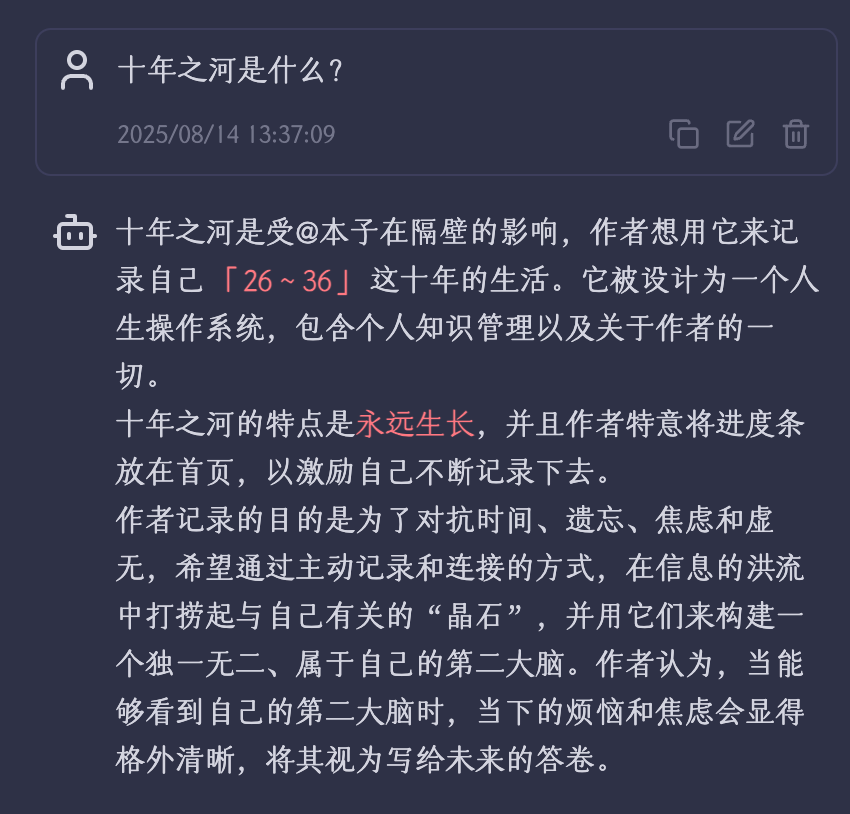 十年之河是什么？
2025/08/14 13:37:09
十年之河是受@本子在隔壁的影响，作者想用它来记
录自己「26 ~ 36」这十年的生活。它被设计为一个人
生操作系统，包含个人知识管理以及关于作者的一
切。
十年之河的特点是永远生长，并且作者特意将进度条
放在首页，以激励自己不断记录下去。
作者记录的目的是为了对抗时间、遗忘、焦虑和虚
无，希望通过主动记录和连接的方式，在信息的洪流
中打捞起与自己有关的“晶石”，并用它们来构建一
个独一无二、属于自己的第二大脑。作者认为，当能
够看到自己的第二大脑时，当下的烦恼和焦虑会显得
格外清晰，将其视为写给未来的答卷。